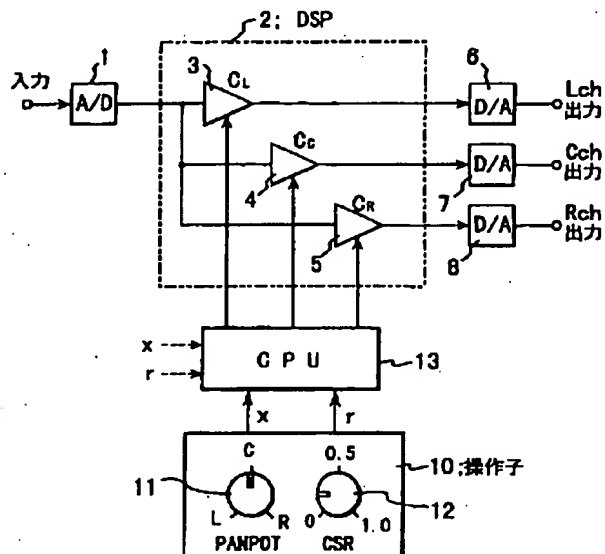 2; DSP
1
入力
A/D
3
CL
6
D/A
Lch
出力
CC
4
D/A
7
Cch
出力
CR
5
D/A
8
Rch
出力
x
r
CPU
13
x
r
C
0.5
10;操作子
11
L
R
0
1.0
12
PANPOT
CSR